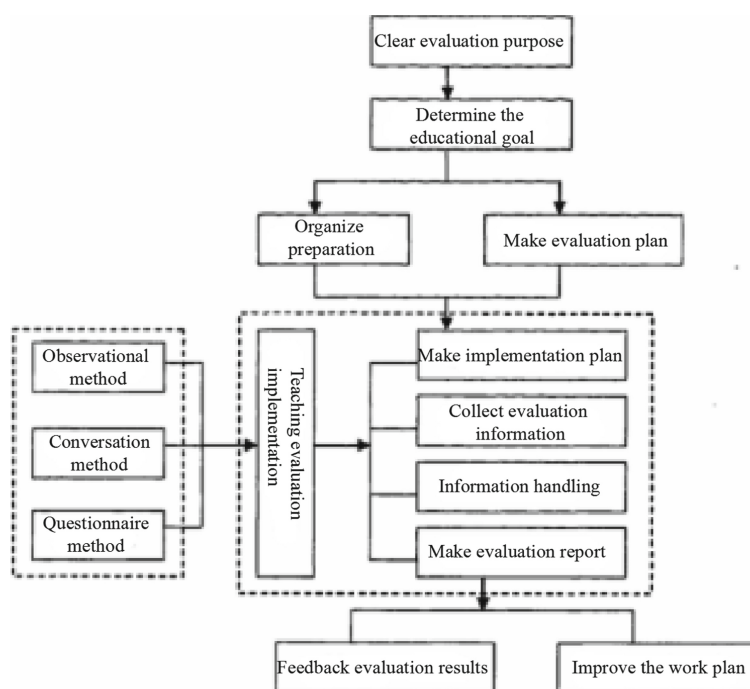 Clear evaluation purpose
Determine the
educational goal
Organize
preparation
Make evaluation plan
Observational
method
Conversation
method
Questionnaire
method
Teaching evaluation
implementation
Make implementation plan
Collect evaluation
information
Information handling
Make evaluation report
Feedback evaluation results
Improve the work plan